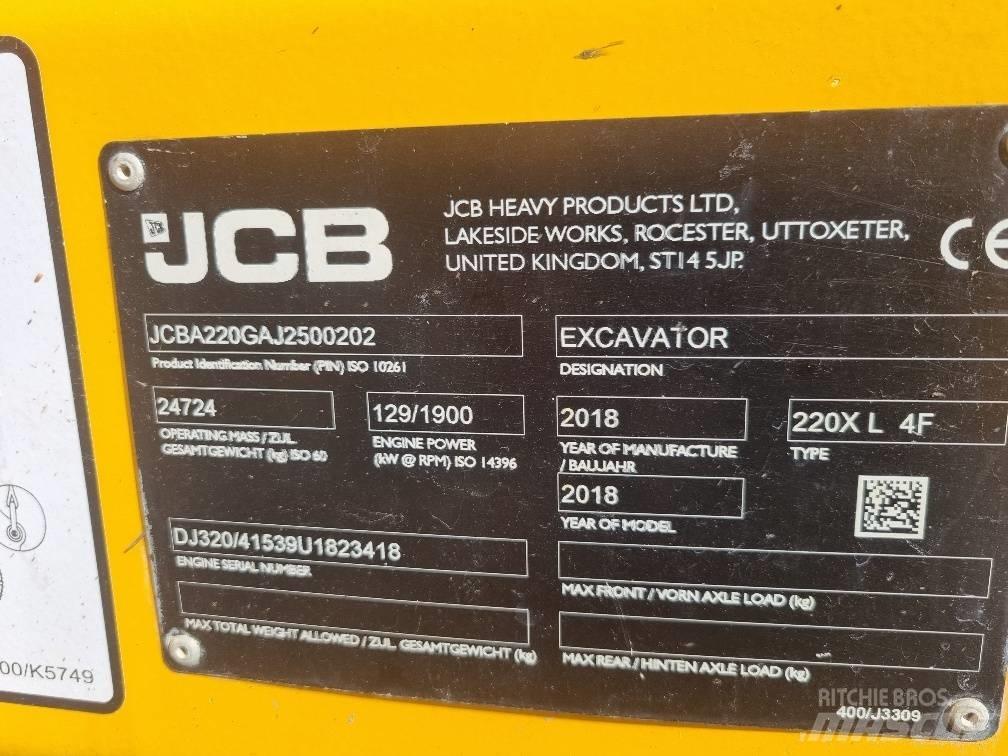 JCB
JCB HEAVY PRODUCTS LTD,
LAKESIDE WORKS, ROCESTER, UTTOXETER,
UNITED KINGDOM, ST14 5JP.
CE
JCBA220GAJ2500202
Product Identification Number (PIN) ISO 10261
EXCAVATOR
DESIGNATION
24724
OPERATING MASS / ZUL.
GESAMTGEWICHT (kg) ISO 60
129/1900
ENGINE POWER
(kW @ RPM) ISO 14396
2018
YEAR OF MANUFACTURE
/ BAUJAHR
220X L 4F
TYPE
2018
YEAR OF MODEL
DJ320/41539U1823418
ENGINE SERIAL NUMBER
MAX FRONT / VORN AXLE LOAD (kg)
MAX TOTAL WEIGHT ALLOWED / ZUL. GESAMTGEWICHT (kg)
MAX REAR / HINTEN AXLE LOAD (kg)
400/J3309
00/K5749
RITCHIE BROS.
MASCUS